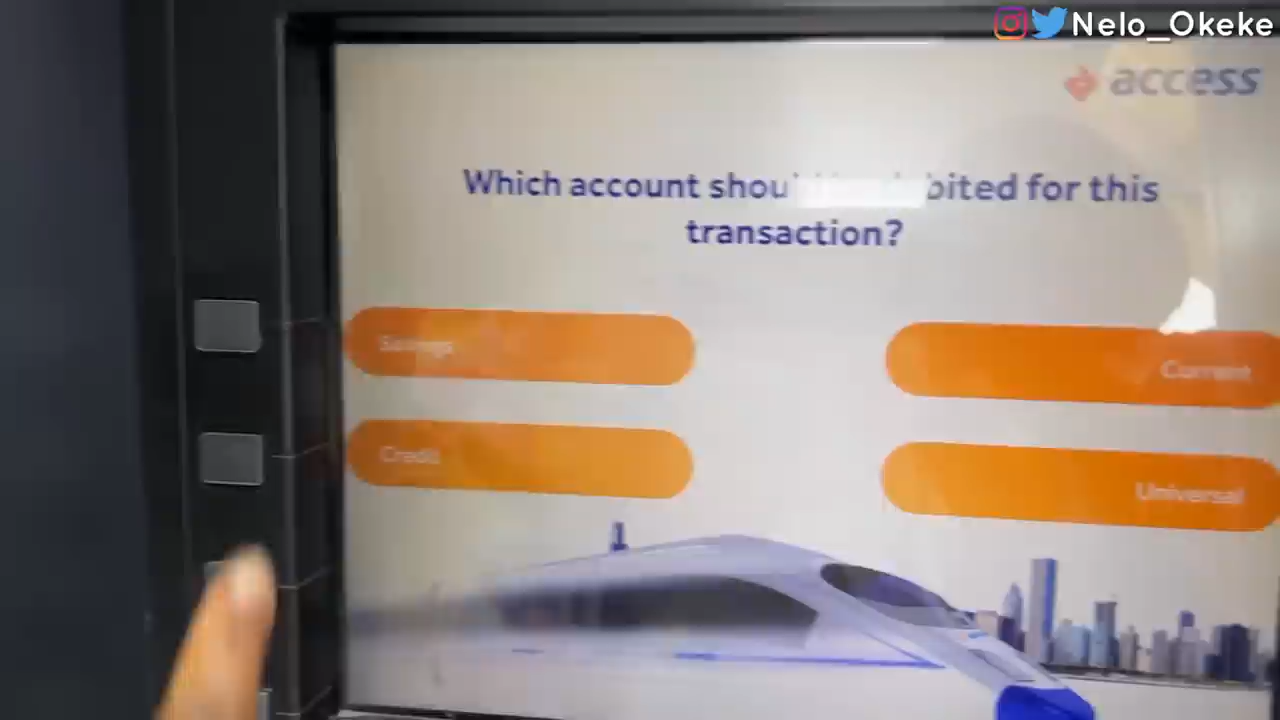 Nelo_Okeke
access
Which account shou bited for this
transaction?
Savings
Current
Credit
Universal